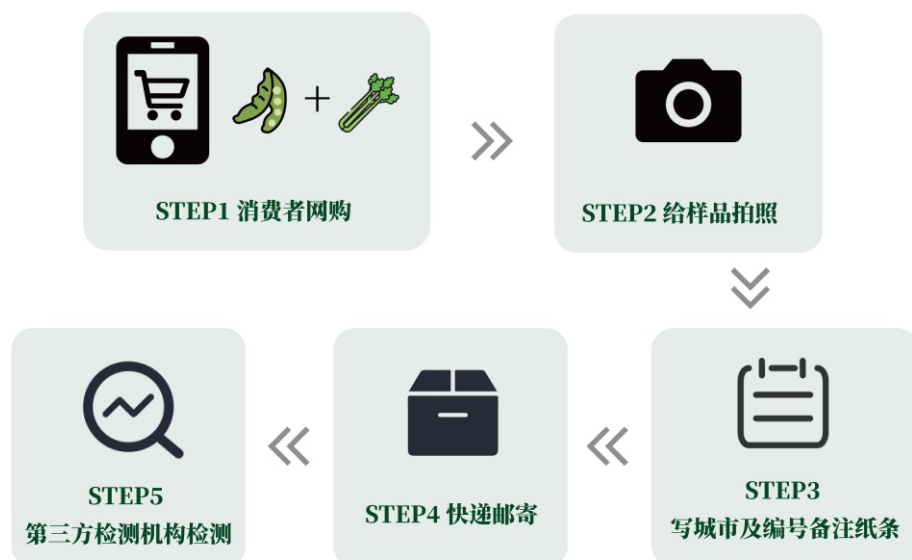 STEP1 消费者网购
STEP2 给样品拍照
STEP3
写城市及编号备注纸条
STEP4 快递邮寄
STEP5
第三方检测机构检测